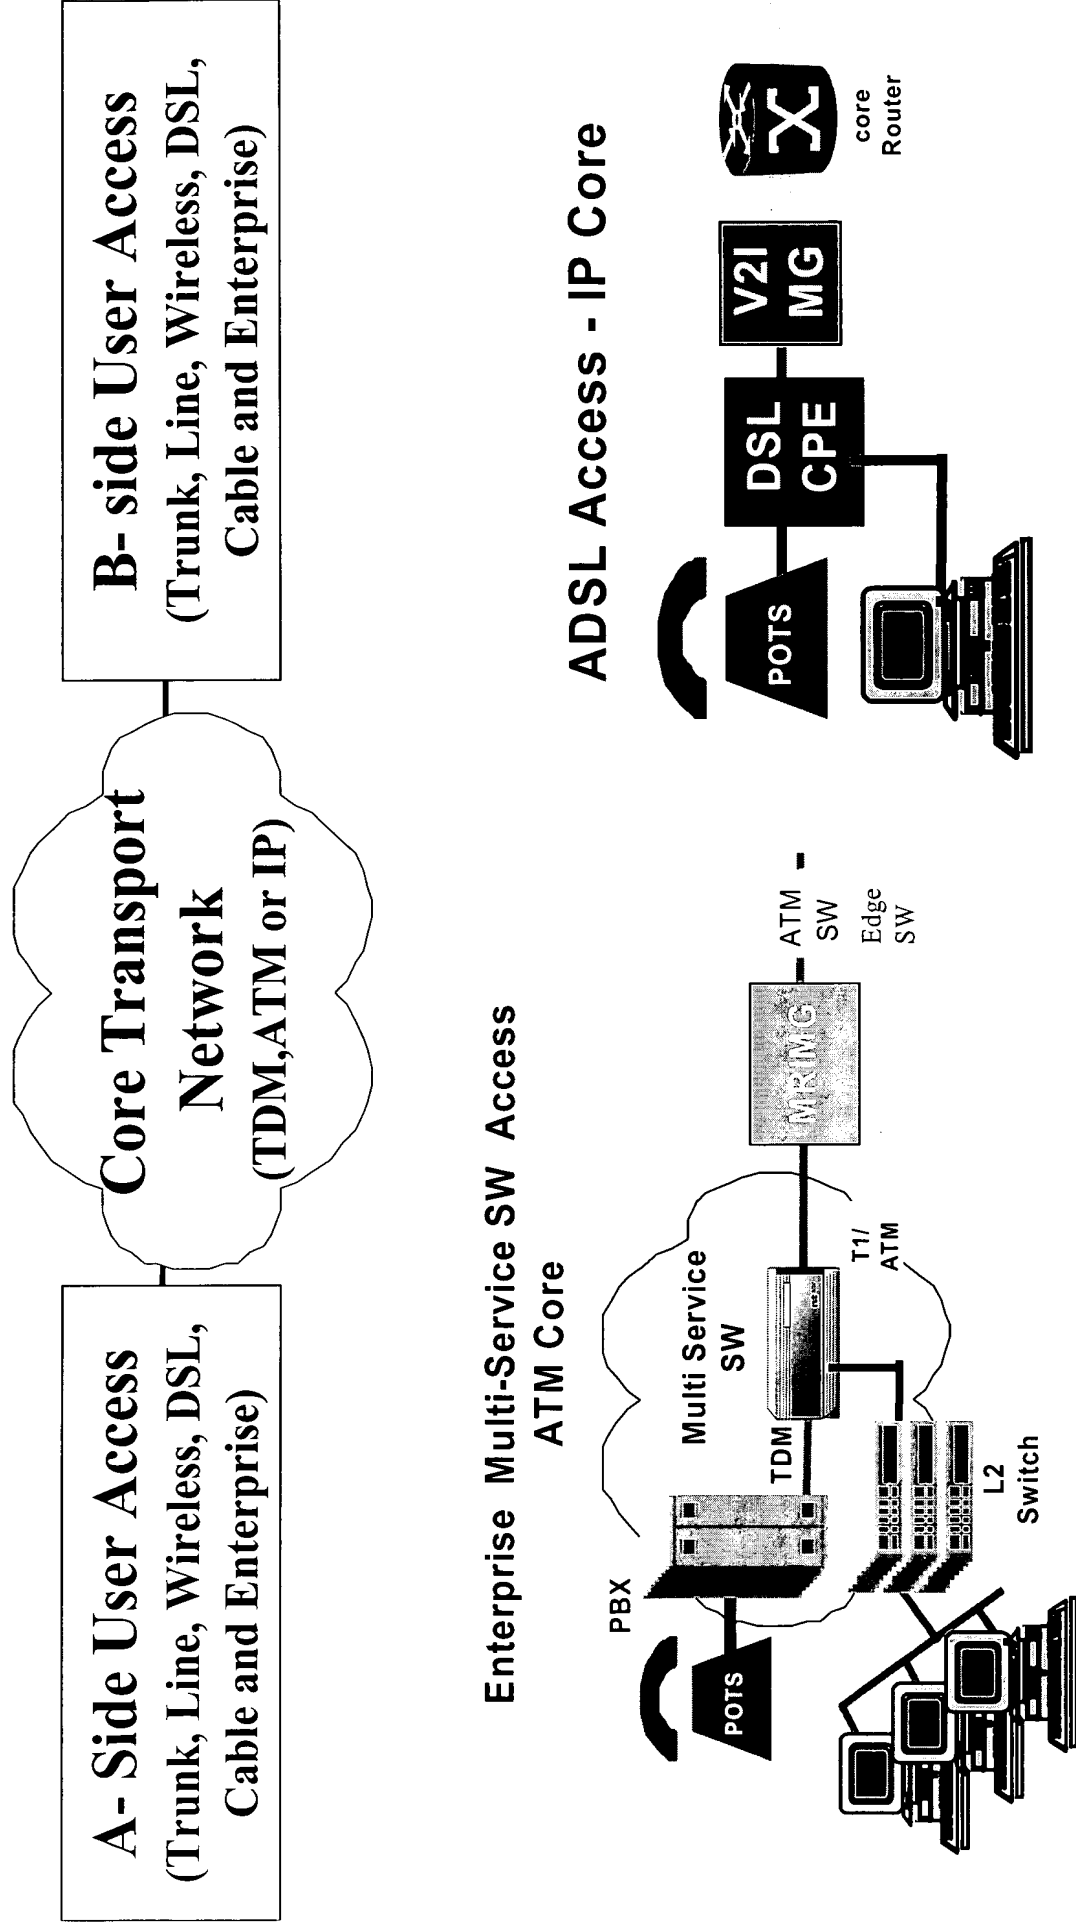 A- Side User Access
(Trunk, Line, Wireless, DSL,
Cable and Enterprise)
Core Transport
Network
(TDM,ATM or IP)
B- side User Access
(Trunk, Line, Wireless, DSL,
Cable and Enterprise)
Enterprise Multi-Service SW Access
ATM Core
PBX
POTS
TDM
Multi Service
SW
T1/
ATM
L2
Switch
MRIMG
ATM
SW
Edge
SW
ADSL Access - IP Core
POTS
DSL
CPE
V2I
MG
core
Router